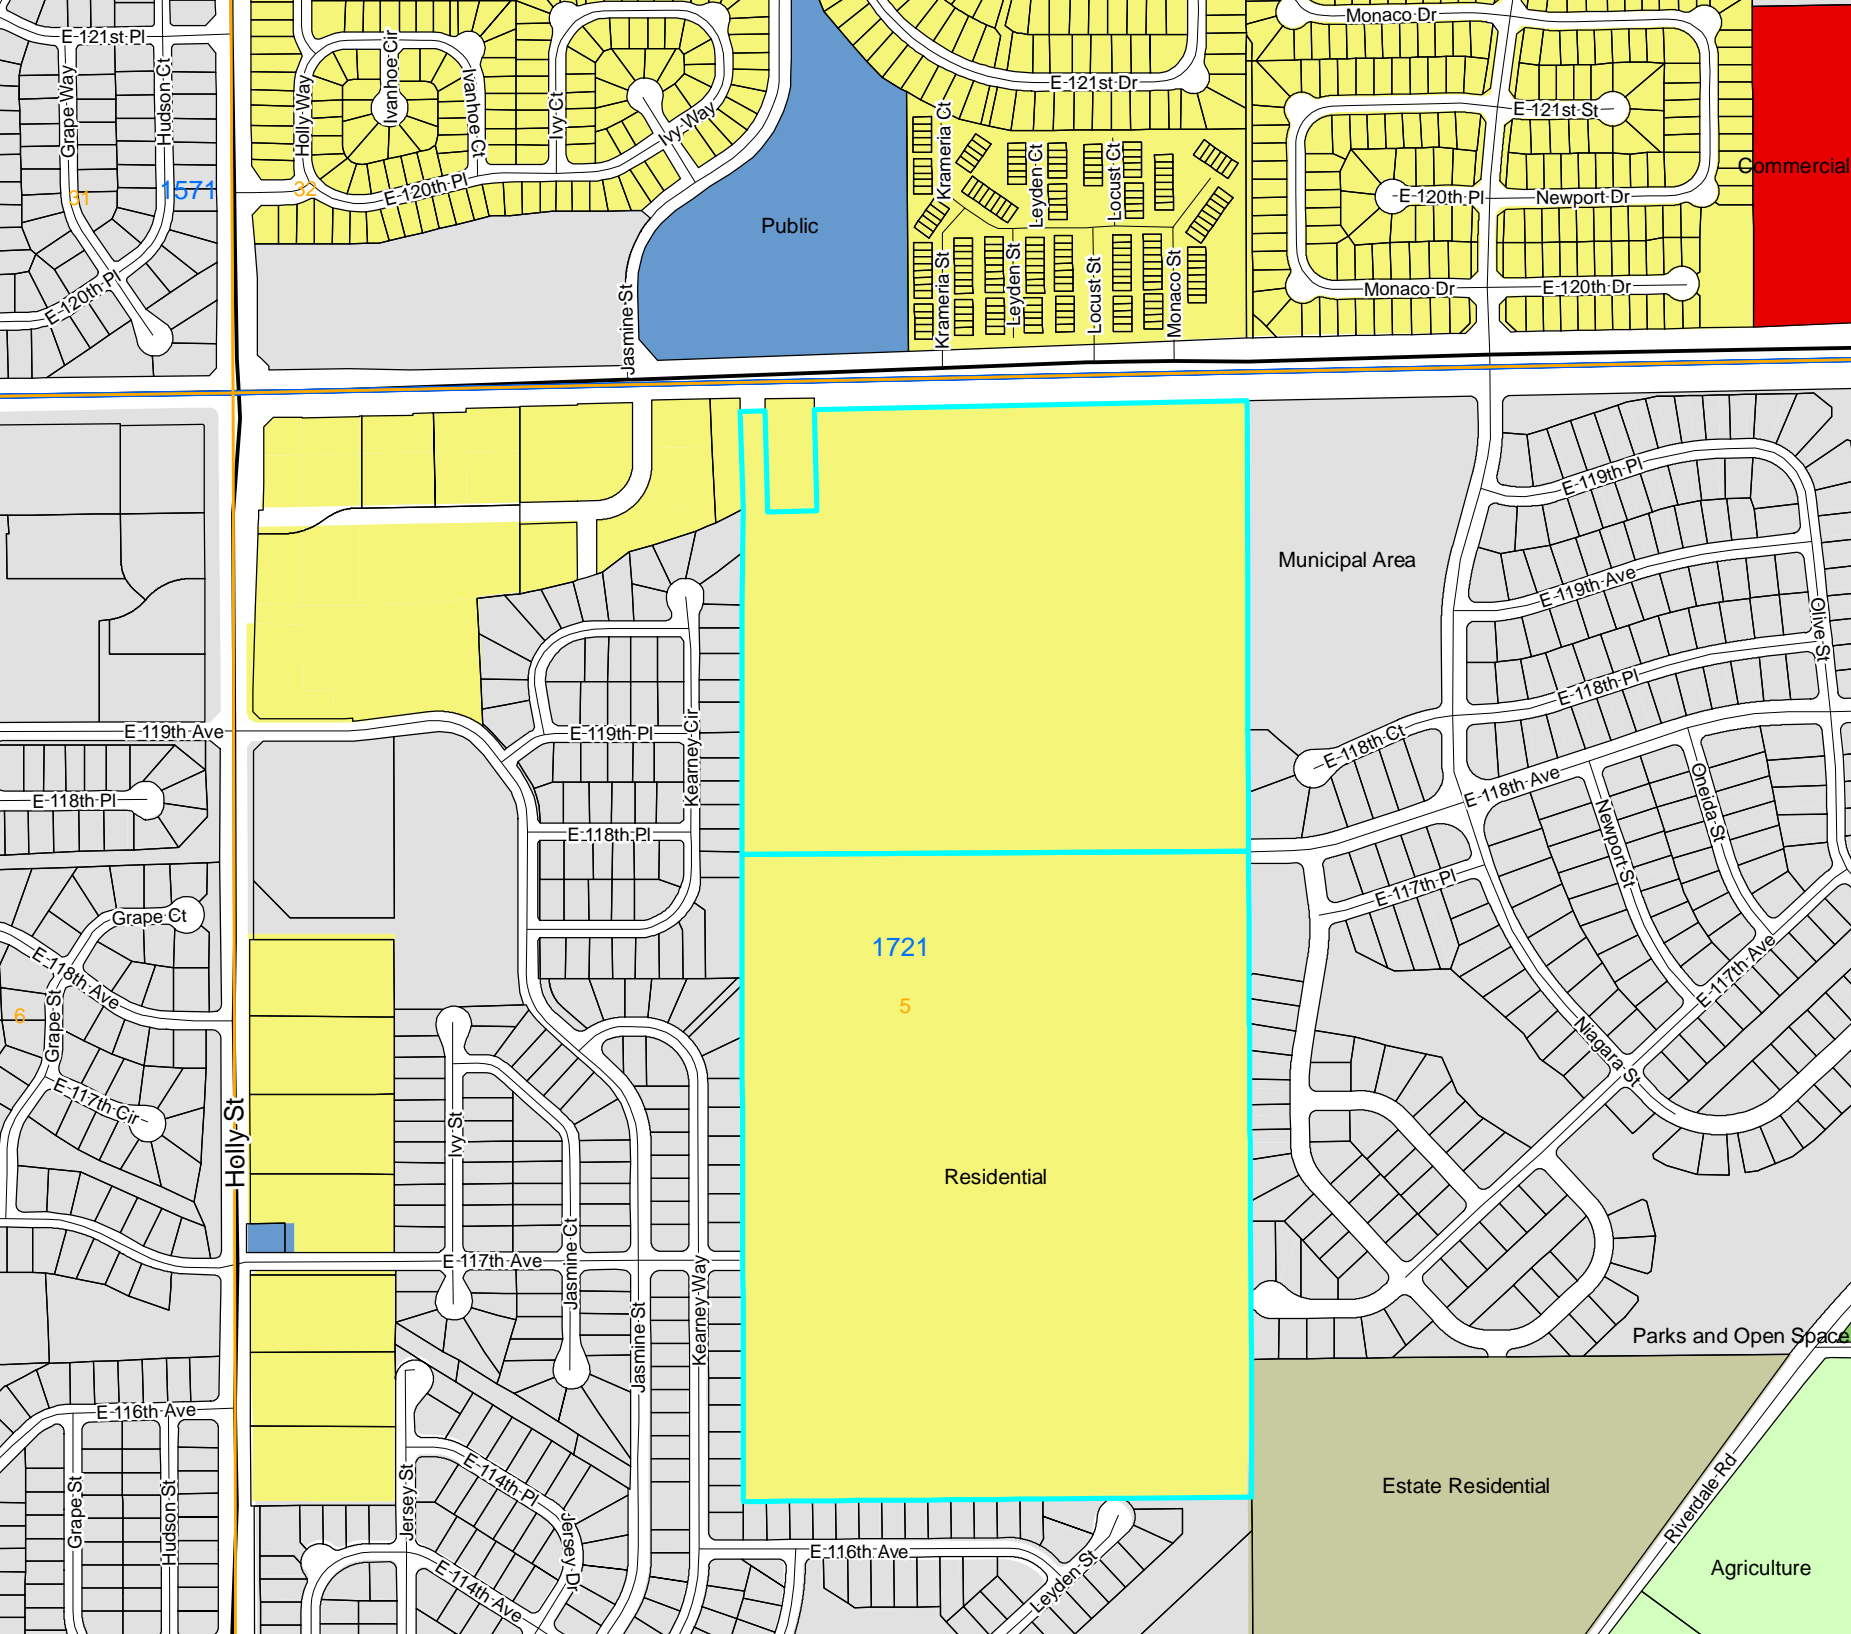 Monaco Dr
E 121st Pl
Ivanhoe Cir
Grape Way
Hudson Ct
Holly Way
Ivanhoe Ct
Ivy Ct
Ivy Way
E 121st Dr
E 121st St
Krameria Ct
Leyden Ct
Locust Ct
Commercial
31
1571
32
E 120th Pl
E 120th Pl
Newport Dr
Public
E 120th Pl
Jasmine St
Krameria St
Leyden St
Locust St
Monaco St
Monaco Dr
E 120th Dr
E 119th Pl
Municipal Area
E 119th Ave
Olive St
E 118th Pl
E 119th Ave
E 119th Pl
Kearney Cir
E 118th Ct
E 118th Ave
Oneida St
Newport St
E 118th Pl
E 118th Pl
E 117th Pl
Grape Ct
1721
E 118th Ave
E 117th Ave
5
6
Grape St
Niagara St
E 117th Cir
Holly St
Ivy St
Residential
Jasmine Ct
E 117th Ave
Kearney Way
Jasmine St
Parks and Open Space
E 116th Ave
Estate Residential
Riverdale Rd
E 114th Pl
Grape St
Hudson St
Jersey St
Jersey Dr
E 116th Ave
Agriculture
E 114th Ave
Leyden St